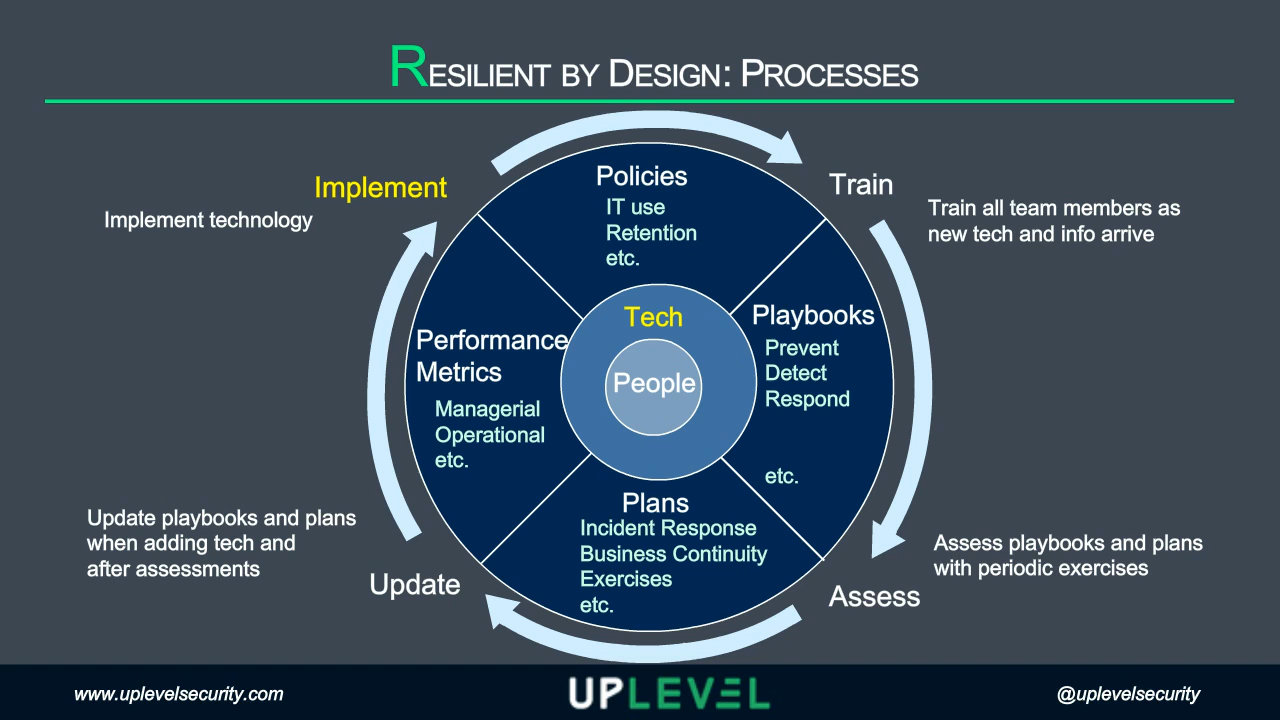 RESILIENT BY DESIGN: PROCESSES
Implement
Implement technology
Train
Train all team members as
new tech and info arrive
Policies
IT use
Retention
etc.
Tech
People
Playbooks
Prevent
Detect
Respond
etc.
Performance
Metrics
Managerial
Operational
etc.
Plans
Incident Response
Business Continuity
Exercises
etc.
Update playbooks and plans
when adding tech and
after assessments
Update
Assess playbooks and plans
with periodic exercises
Assess
www.uplevelsecurity.com
UPLEVEL
@uplevelsecurity